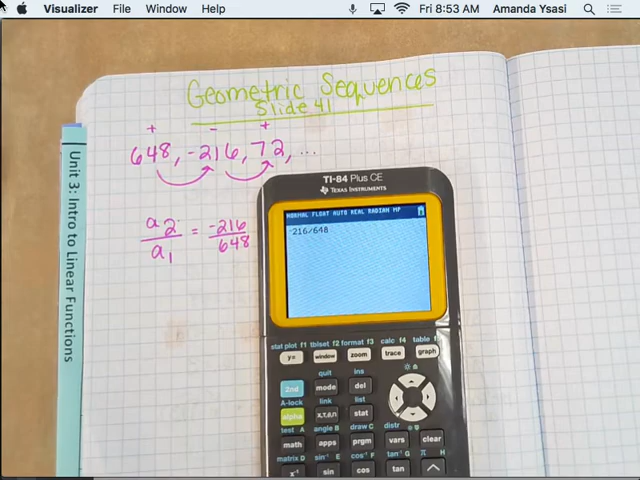 Visualizer File Window Help Fri 8:53 AM Amanda Ysasi
Geometric Sequences
Slide 41
+ - +
648, -216, 72, ...
a2/a1 = -216/648
Unit 3: Intro to Linear Functions
TI-84 Plus CE
TEXAS INSTRUMENTS
NORMAL FLOAT AUTO REAL RADIAN MP
-216/648
stat plot f1 tblset f2 format f3 calc f4 table f
y= window zoom trace graph
quit ins
2nd mode del
A-lock link list
alpha X,T,θ,n stat
test A angle B draw C distr
math apps prgm vars clear
matrix D sin⁻¹ E cos⁻¹ F tan⁻¹ G π H
x⁻¹ sin cos tan ^